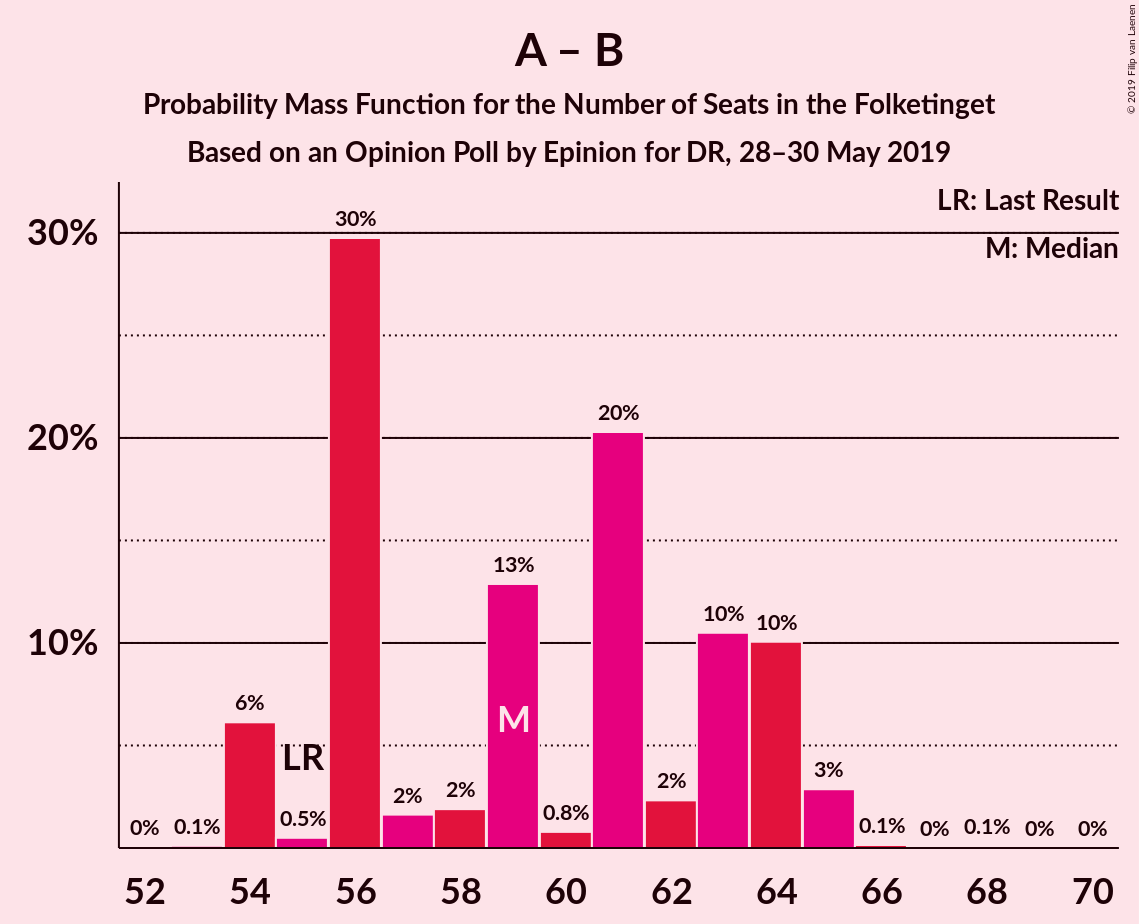 A – B
Probability Mass Function for the Number of Seats in the Folketinget
Based on an Opinion Poll by Epinion for DR, 28–30 May 2019
© 2019 Filip van Laenen
LR: Last Result
M: Median
30%
20%
10%
0%
0.1%
6%
0.5%
LR
30%
2%
2%
13%
M
0.8%
20%
2%
10%
10%
3%
0.1%
0%
0.1%
0%
0%
52 54 56 58 60 62 64 66 68 70